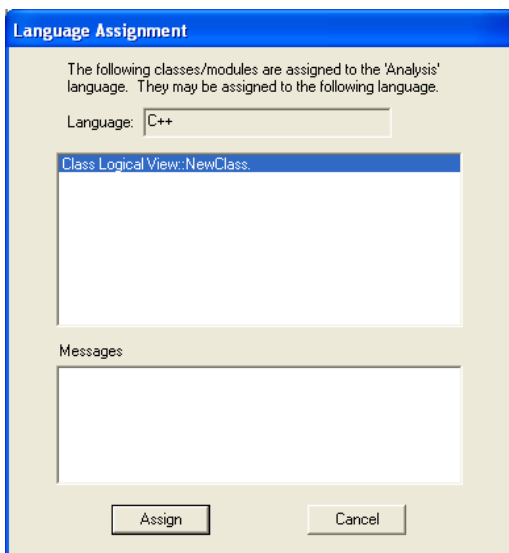 Language Assignment
The following classes/modules are assigned to the 'Analysis'
language. They may be assigned to the following language.
Language: C++
Class Logical View::NewClass.
Messages
Assign Cancel